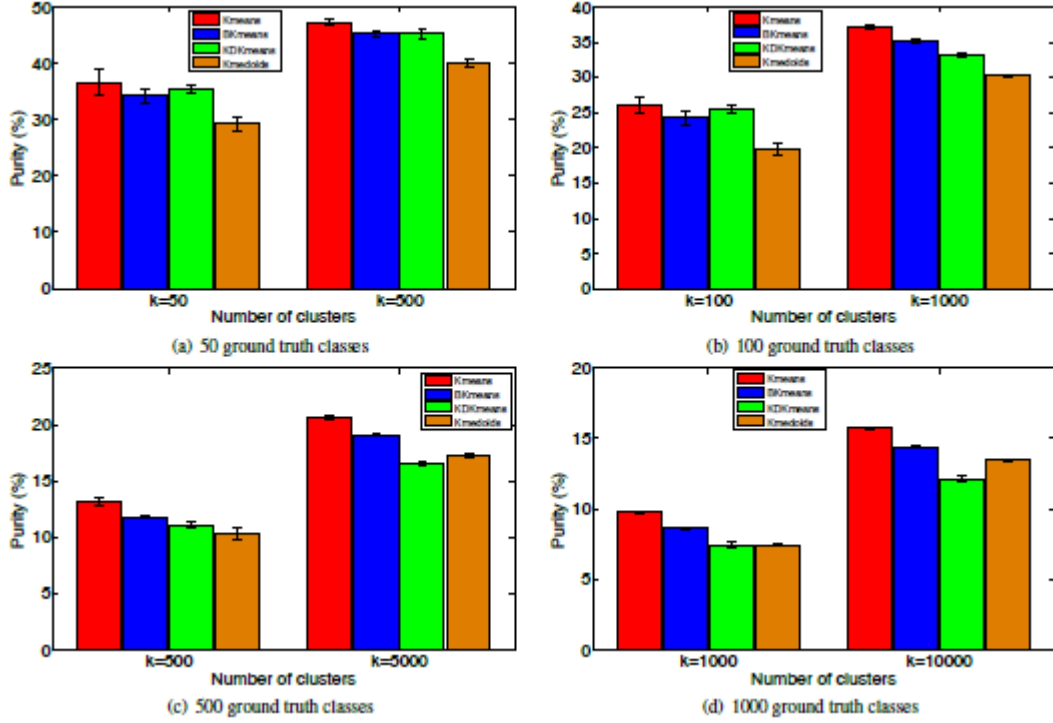 50
40
30
20
10
0
Purity (%)
Kmeans
BKmeans
KDKmeans
Kmedoids
k=50 k=500
Number of clusters
(a) 50 ground truth classes
40
35
30
25
20
15
10
5
0
Purity (%)
Kmeans
BKmeans
KDKmeans
Kmedoids
k=100 k=1000
Number of clusters
(b) 100 ground truth classes
25
20
15
10
5
0
Purity (%)
Kmeans
BKmeans
KDKmeans
Kmedoids
k=500 k=5000
Number of clusters
(c) 500 ground truth classes
20
15
10
5
0
Purity (%)
Kmeans
BKmeans
KDKmeans
Kmedoids
k=1000 k=10000
Number of clusters
(d) 1000 ground truth classes